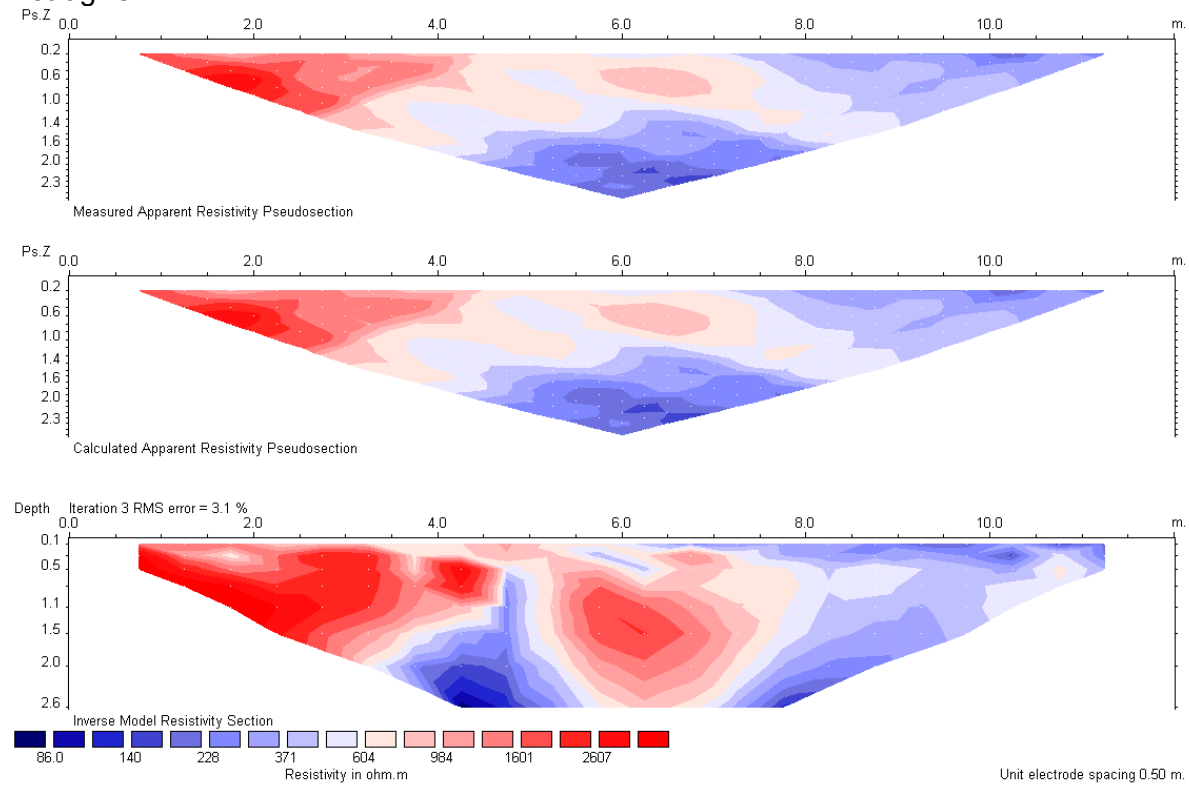 Ps.Z 0.0 2.0 4.0 6.0 8.0 10.0 m.
0.2
0.6
1.0
1.4
1.6
2.0
2.3
Measured Apparent Resistivity Pseudosection
Ps.Z 0.0 2.0 4.0 6.0 8.0 10.0 m.
0.2
0.6
1.0
1.4
1.6
2.0
2.3
Calculated Apparent Resistivity Pseudosection
Depth Iteration 3 RMS error = 3.1 %
0.0 2.0 4.0 6.0 8.0 10.0 m.
0.1
0.5
1.1
1.5
2.0
2.6
Inverse Model Resistivity Section
86.0 140 228 371 604 984 1601 2607
Resistivity in ohm.m Unit electrode spacing 0.50 m.